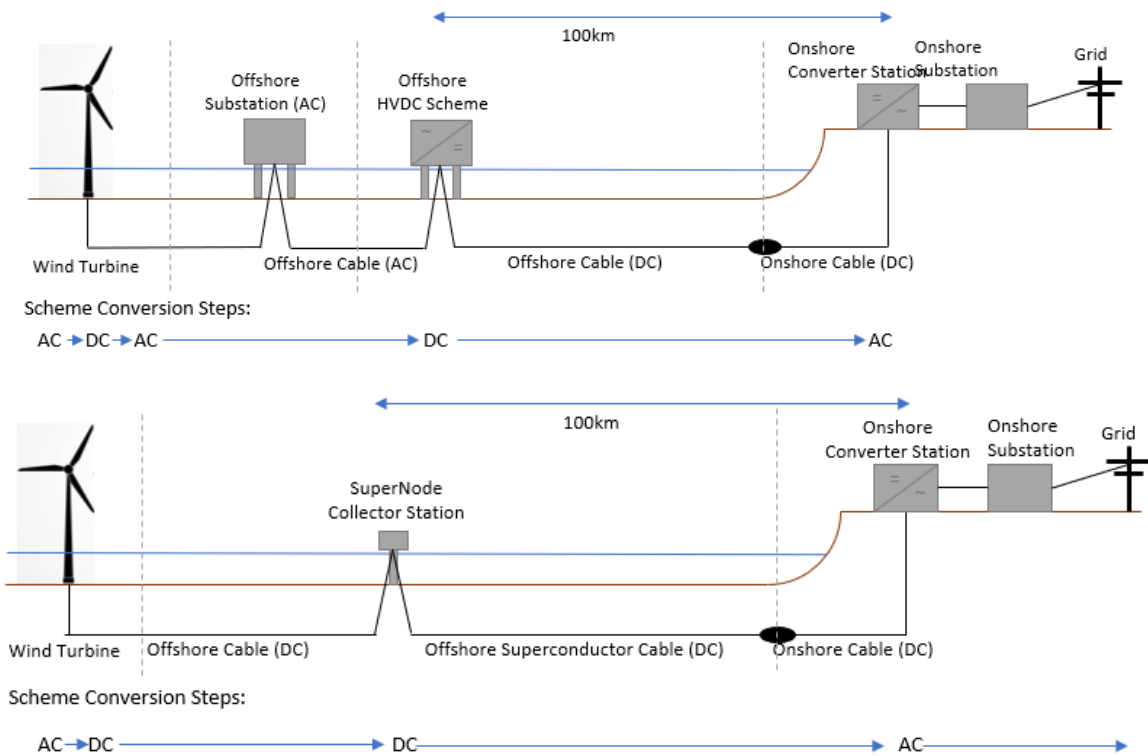 100km
Onshore
Converter Station
Onshore
Substation
Grid
Offshore
Substation (AC)
Offshore
HVDC Scheme
~
=
=
~
Wind Turbine
Offshore Cable (AC)
Offshore Cable (DC)
Onshore Cable (DC)
Scheme Conversion Steps:
AC DC AC DC AC
100km
Onshore
Converter Station
Onshore
Substation
Grid
SuperNode
Collector Station
=
~
Wind Turbine
Offshore Cable (DC)
Offshore Superconductor Cable (DC)
Onshore Cable (DC)
Scheme Conversion Steps:
AC DC DC AC